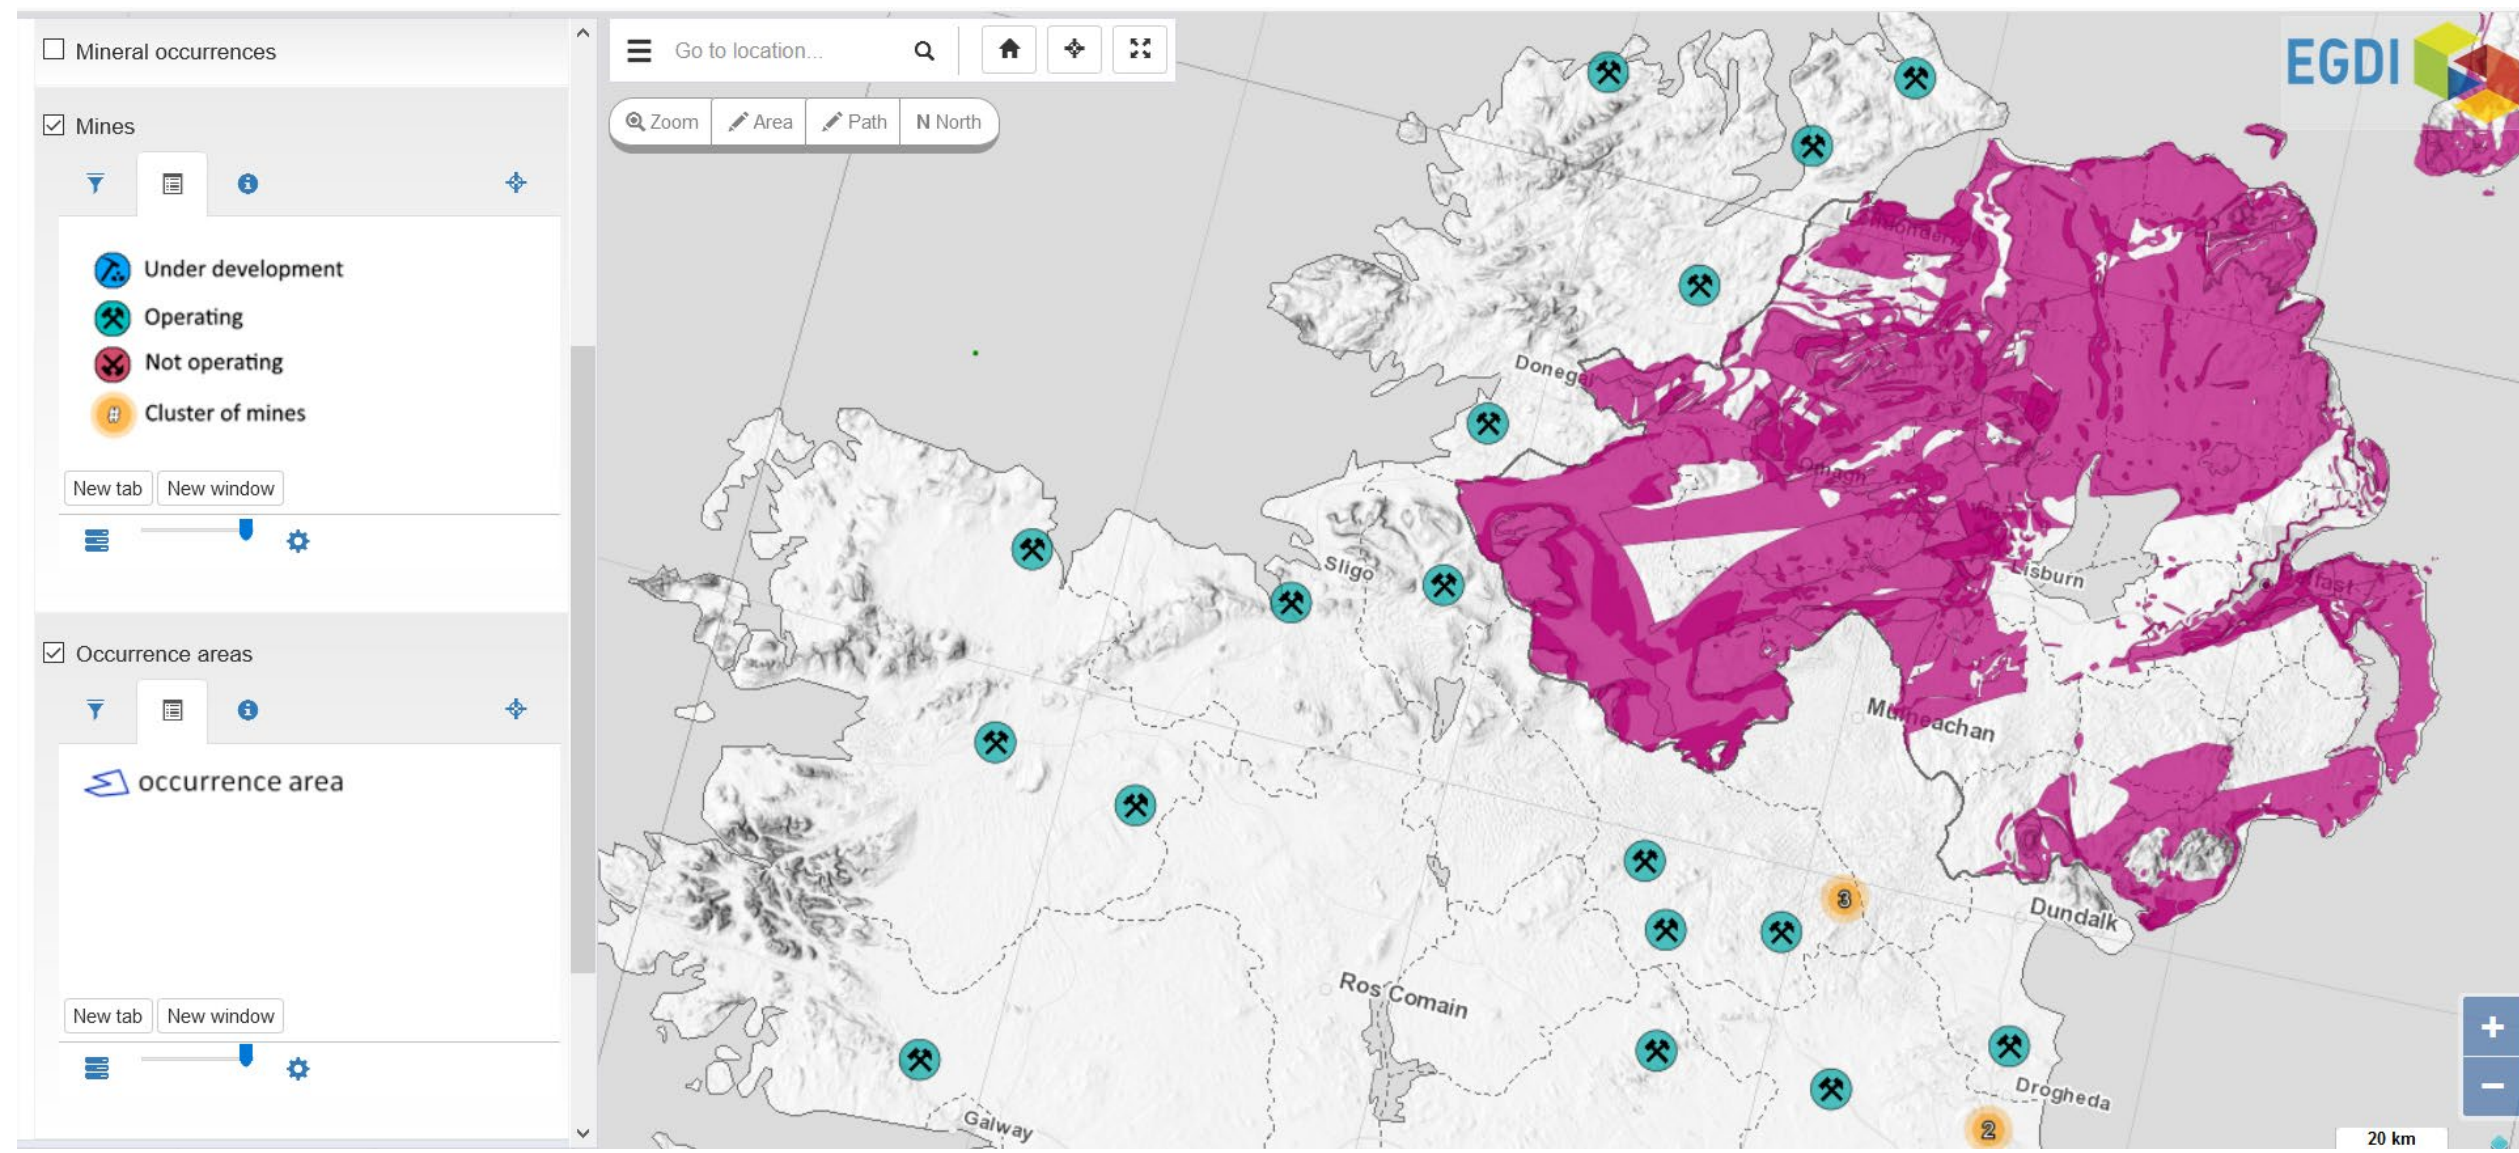 Mineral occurrences
Mines
Under development
Operating
Not operating
# Cluster of mines
New tab New window
Occurrence areas
occurrence area
New tab New window
Go to location...
Zoom Area Path N North
EGDI
Donegal
Omagh
Sligo
Lisburn
Belfast
Muineachan
3
Dundalk
Ros Comain
Drogheda
Galway
2
+
−
20 km